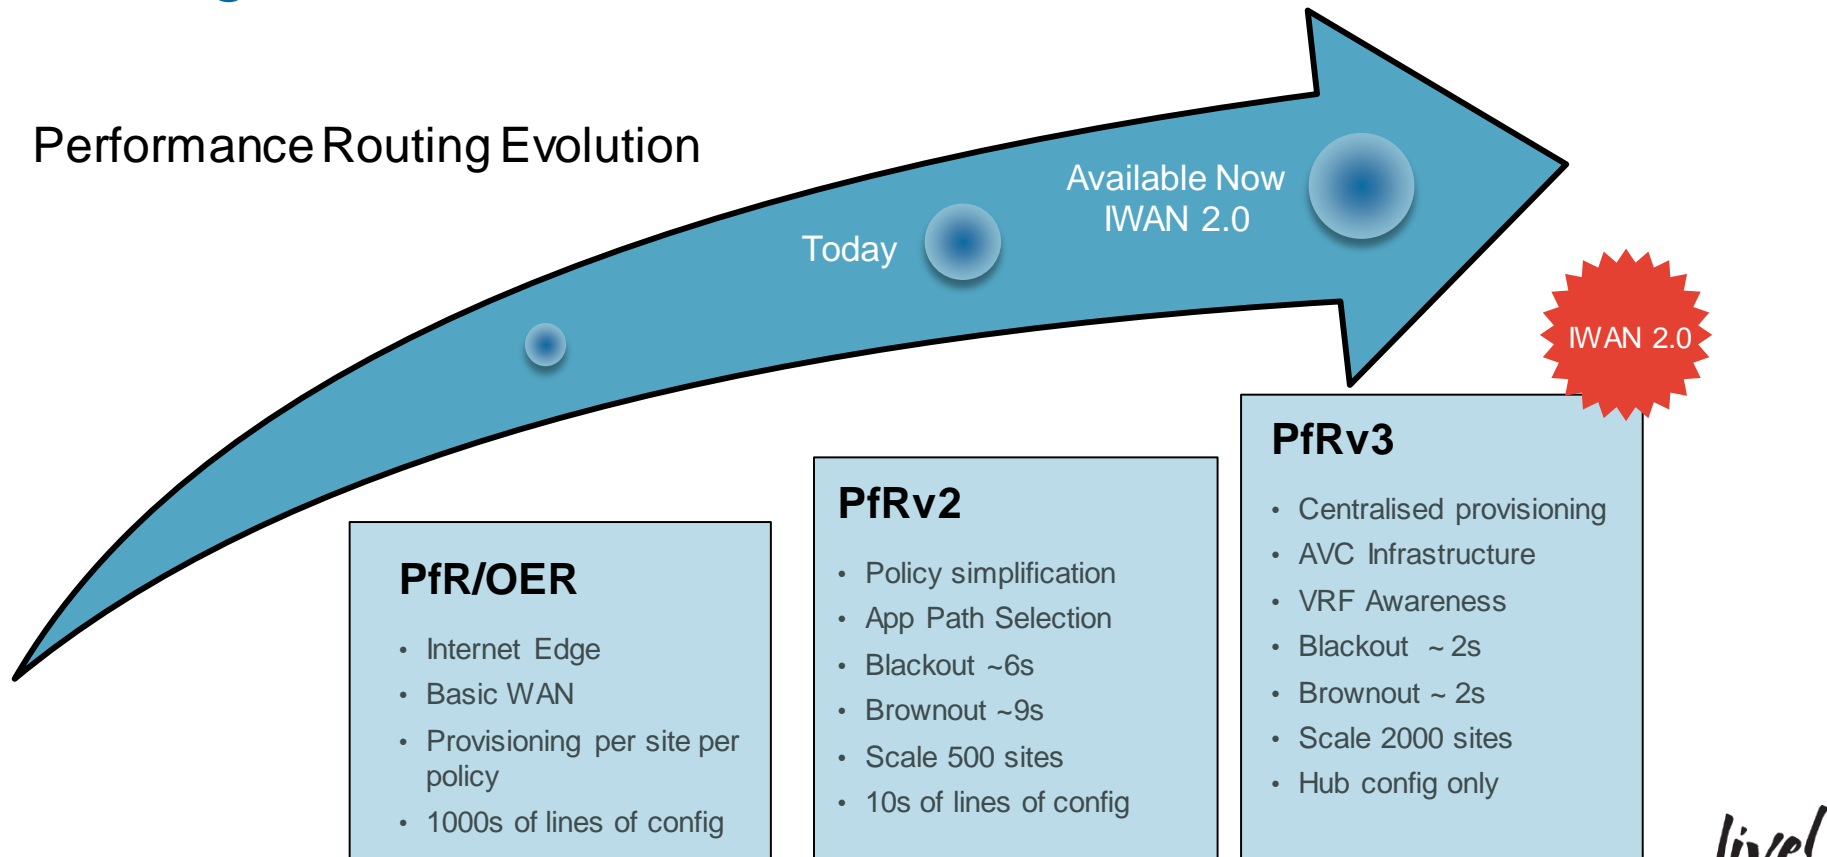 Performance Routing Evolution
Today
Available Now
IWAN 2.0
IWAN 2.0
PfR/OER
• Internet Edge
• Basic WAN
• Provisioning per site per
policy
• 1000s of lines of config
PfRv2
• Policy simplification
• App Path Selection
• Blackout ~6s
• Brownout ~9s
• Scale 500 sites
• 10s of lines of config
PfRv3
• Centralised provisioning
• AVC Infrastructure
• VRF Awareness
• Blackout ~ 2s
• Brownout ~ 2s
• Scale 2000 sites
• Hub config only
live!